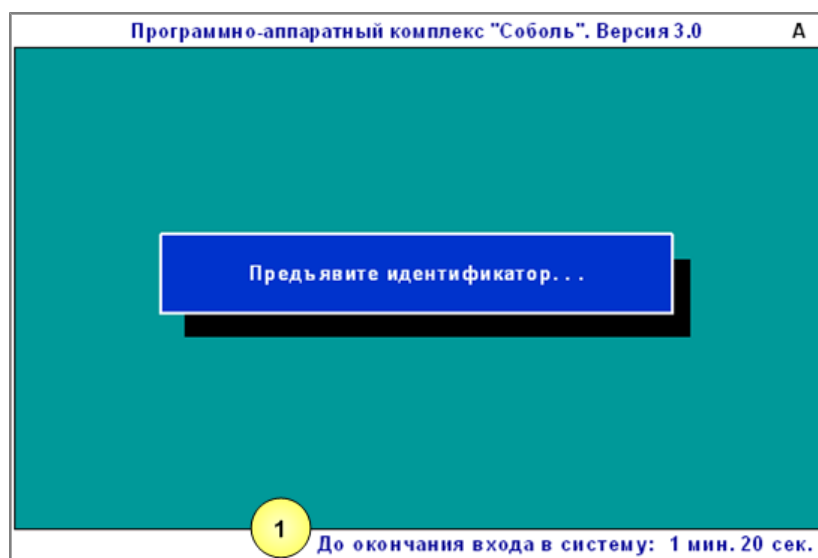 Программно-аппаратный комплекс "Соболь". Версия 3.0 А
Предъявите идентификатор...
1
До окончания входа в систему: 1 мин. 20 сек.